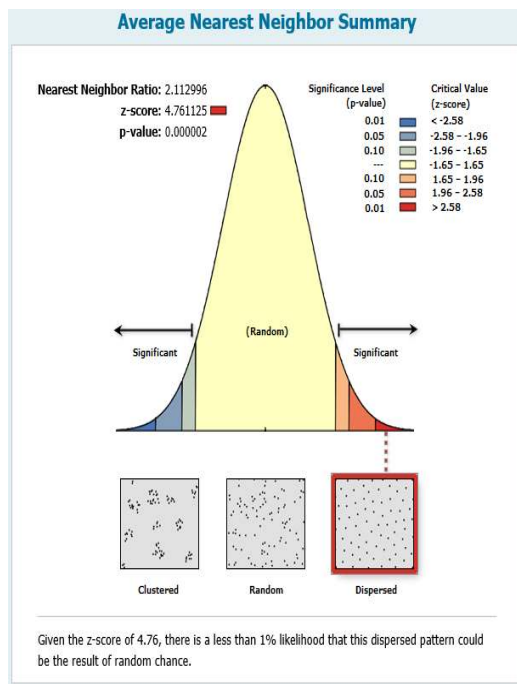 Average Nearest Neighbor Summary
Nearest Neighbor Ratio: 2.112996
z-score: 4.761125
p-value: 0.000002
Significance Level
(p-value)
Critical Value
(z-score)
0.01 < -2.58
0.05 -2.58 - -1.96
0.10 -1.96 - -1.65
--- -1.65 - 1.65
0.10 1.65 - 1.96
0.05 1.96 - 2.58
0.01 > 2.58
(Random)
Significant Significant
Clustered Random Dispersed
Given the z-score of 4.76, there is a less than 1% likelihood that this dispersed pattern could
be the result of random chance.